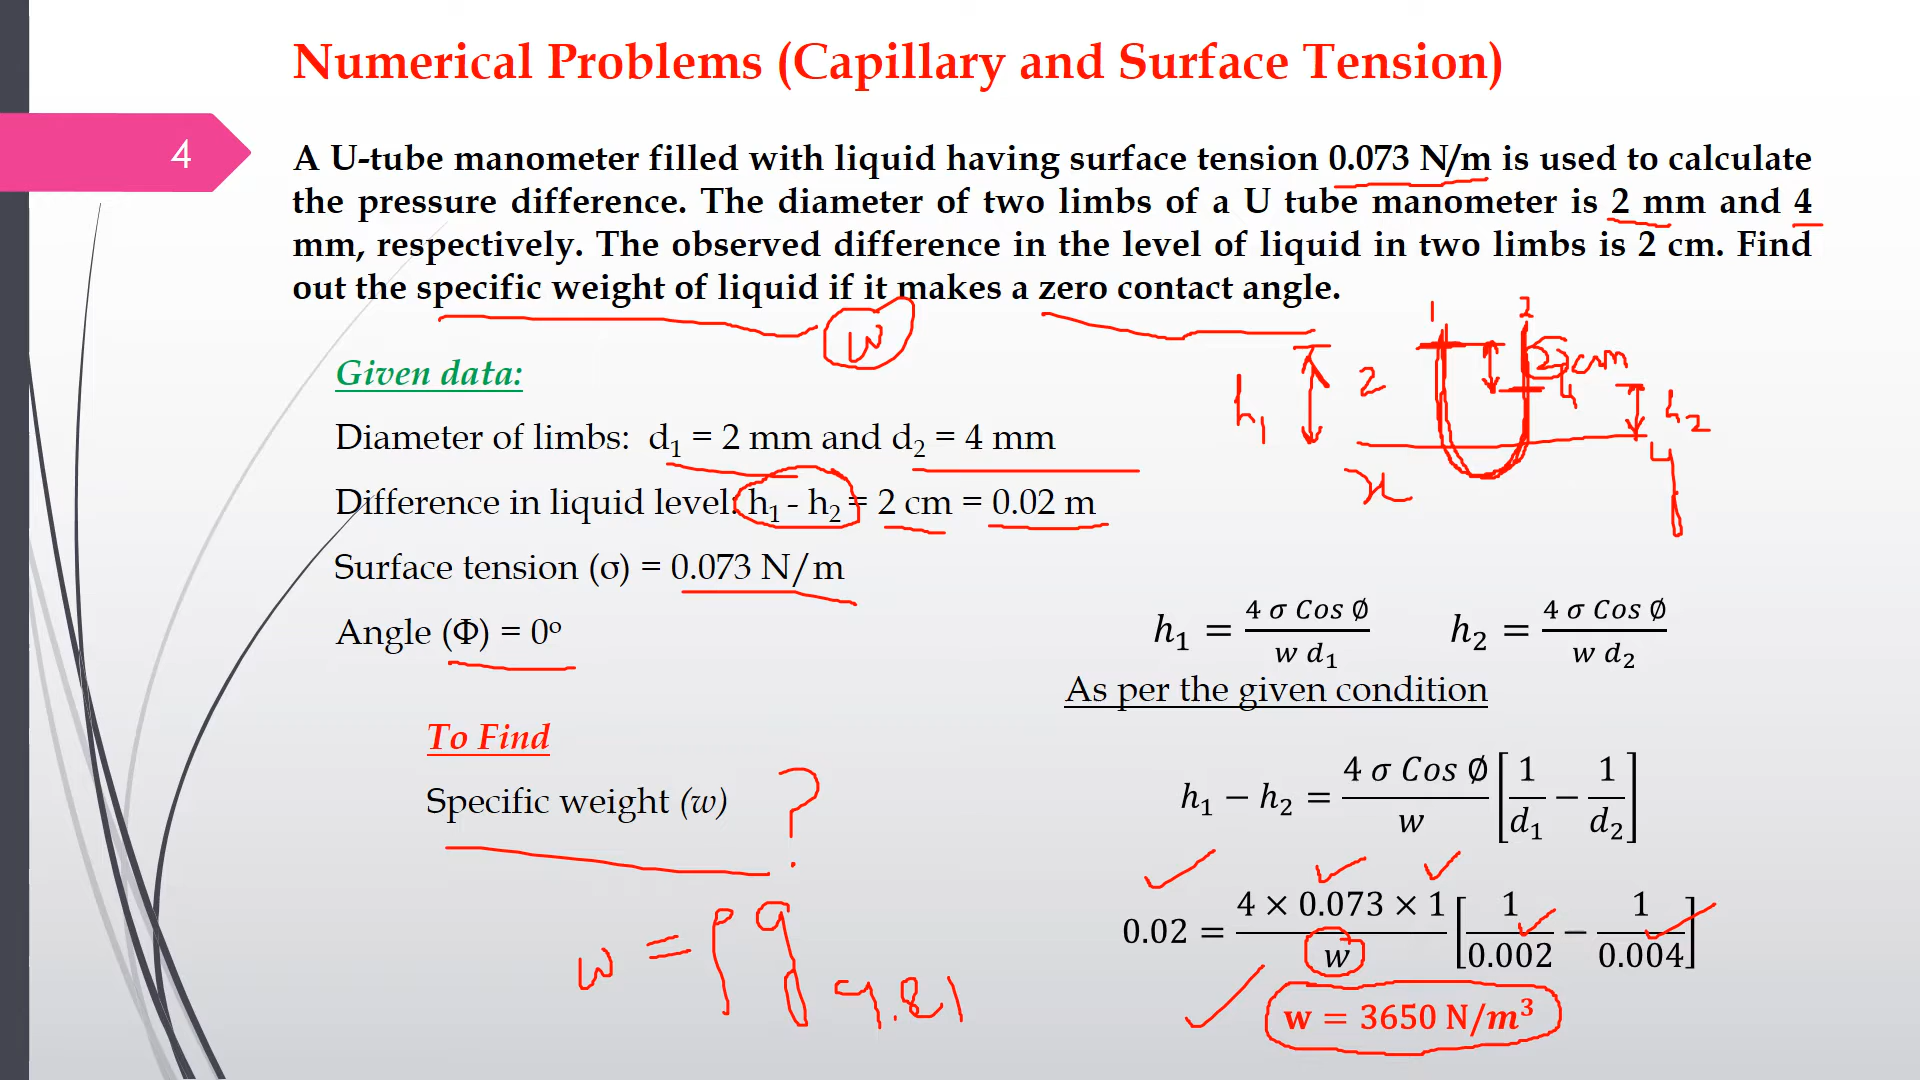 Numerical Problems (Capillary and Surface Tension)
4
A U-tube manometer filled with liquid having surface tension 0.073 N/m is used to calculate
the pressure difference. The diameter of two limbs of a U tube manometer is 2 mm and 4
mm, respectively. The observed difference in the level of liquid in two limbs is 2 cm. Find
out the specific weight of liquid if it makes a zero contact angle.
w
1 2
Given data:
h1 2 2 cm
4 h2
Diameter of limbs: d₁ = 2 mm and d₂ = 4 mm
4
x
Difference in liquid level: h₁ - h₂ = 2 cm = 0.02 m
Surface tension (σ) = 0.073 N/m
Angle (Φ) = 0°
h₁ = 4 σ Cos ∅ / w d₁ h₂ = 4 σ Cos ∅ / w d₂
As per the given condition
To Find
Specific weight (w) ?
h₁ − h₂ = 4 σ Cos ∅ / w [1/d₁ − 1/d₂]
0.02 = 4 × 0.073 × 1 / w [1/0.002 − 1/0.004]
w = ρg 9.81
w = 3650 N/m³